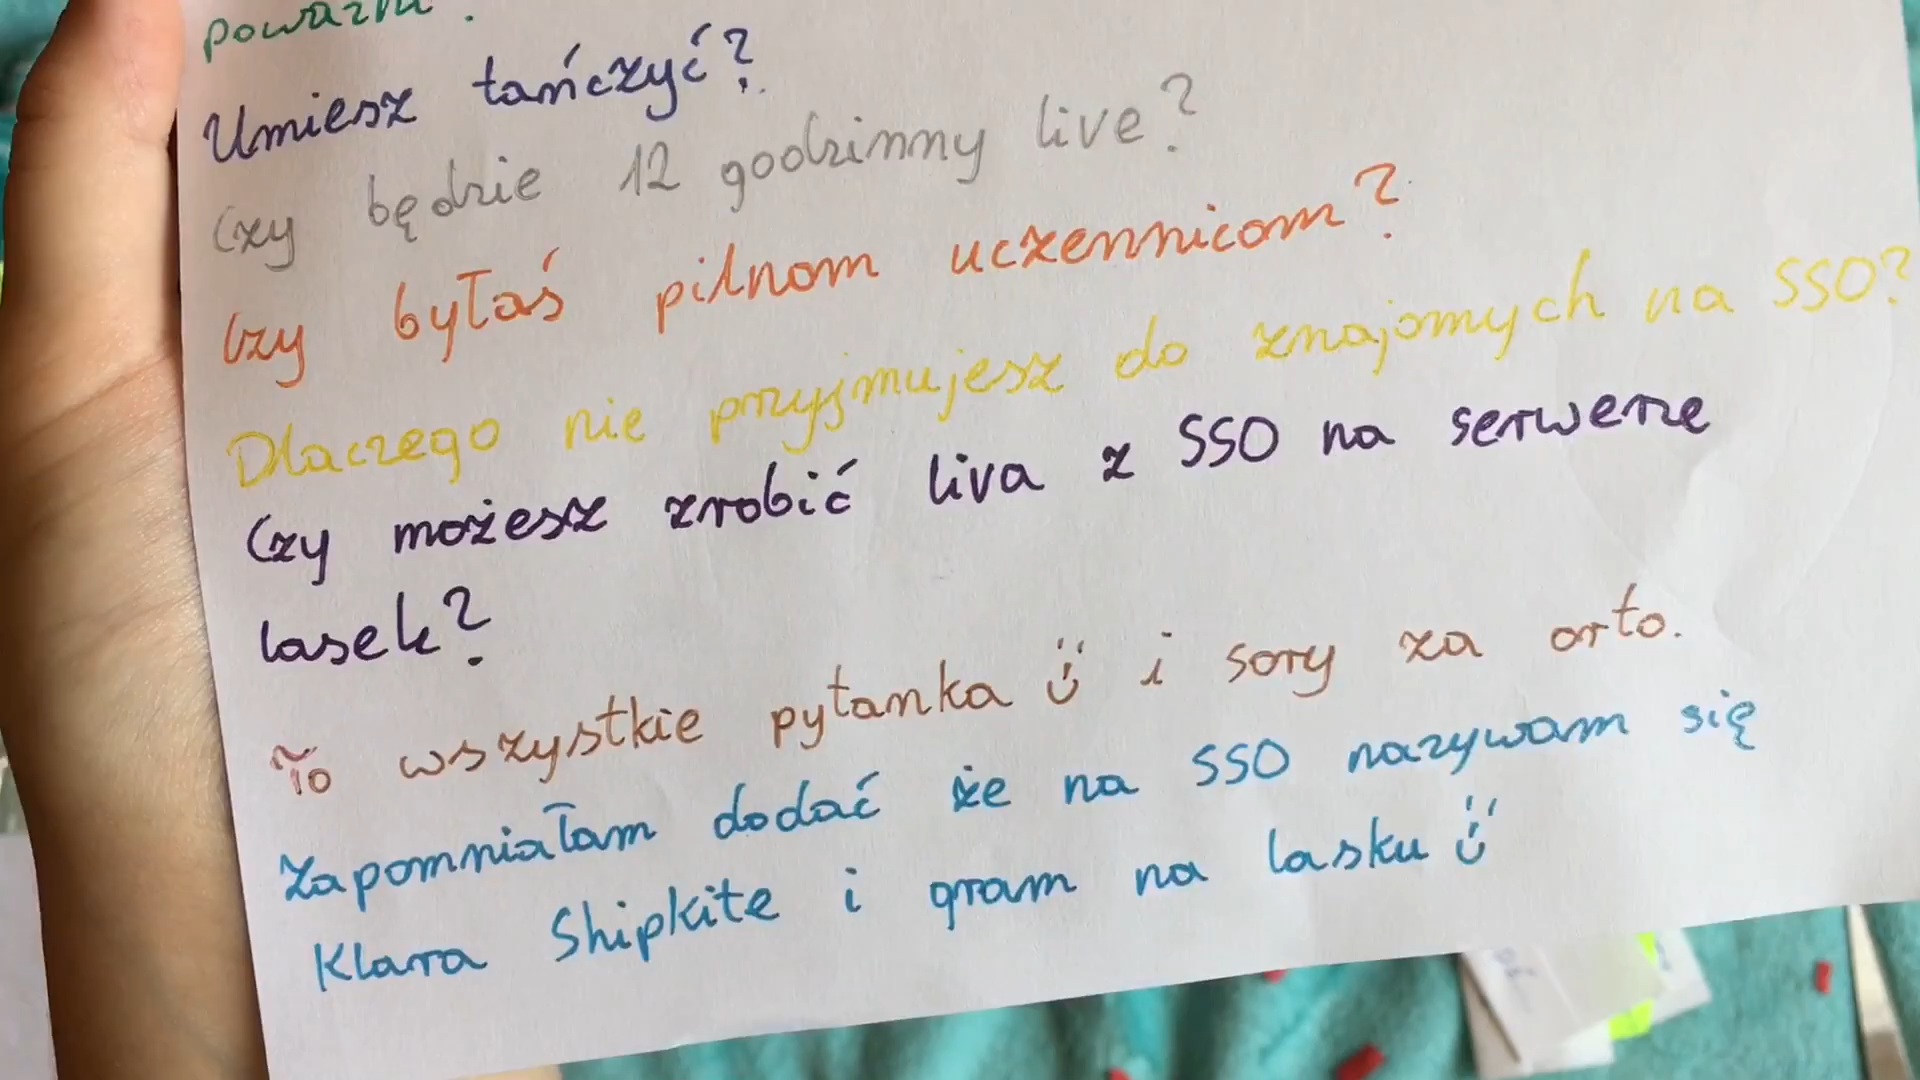 Umiesz tańczyć?
Czy będzie 12 godzinny live?
Czy byłaś pilnom uczennicom?
Dlaczego nie przyjmujesz do znajomych na SSO?
Czy możesz zrobić liva z SSO na serwerze
lasek?
To wszystkie pytanka i sory za orto.
Zapomniałam dodać że na SSO nazywam się
Klara Shipkite i gram na lasku